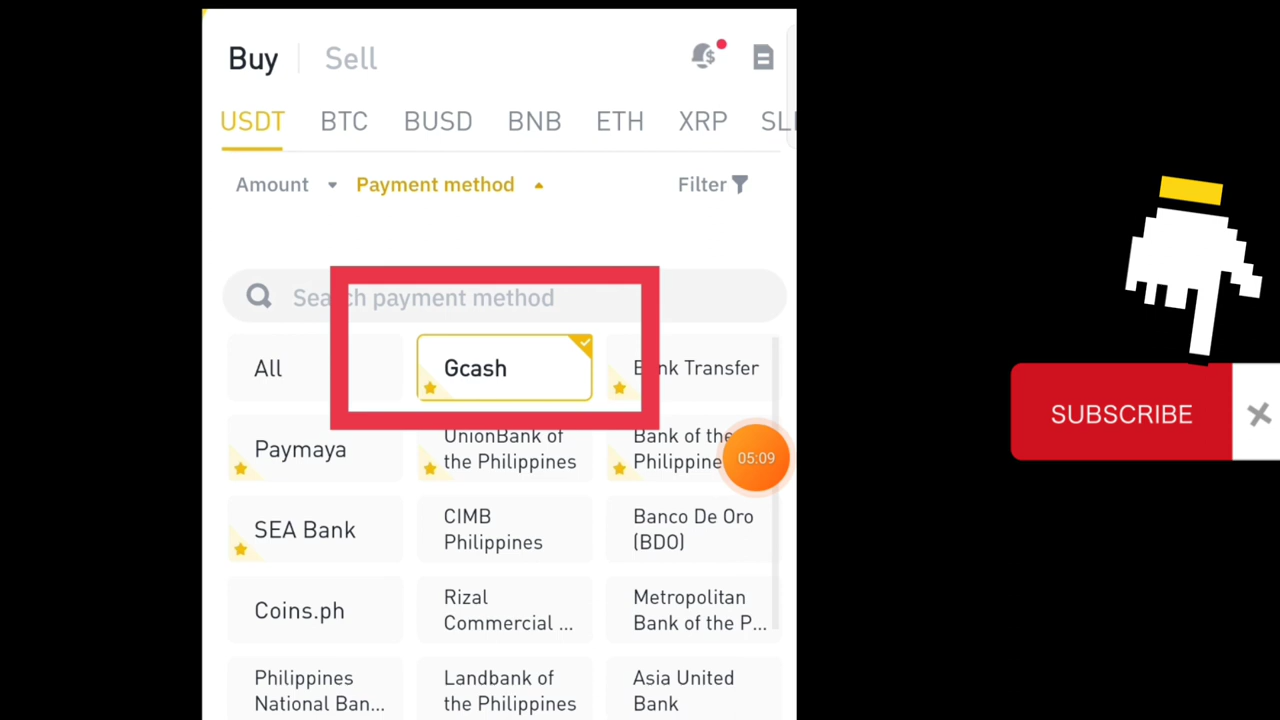 Buy Sell
USDT BTC BUSD BNB ETH XRP SL
Amount Payment method Filter
Search payment method
All
Gcash
Bank Transfer
Paymaya
UnionBank of
the Philippines
Bank of the
Philippine
05:09
SEA Bank
CIMB
Philippines
Banco De Oro
(BDO)
Coins.ph
Rizal
Commercial ...
Metropolitan
Bank of the P...
Philippines
National Ban...
Landbank of
the Philippines
Asia United
Bank
SUBSCRIBE